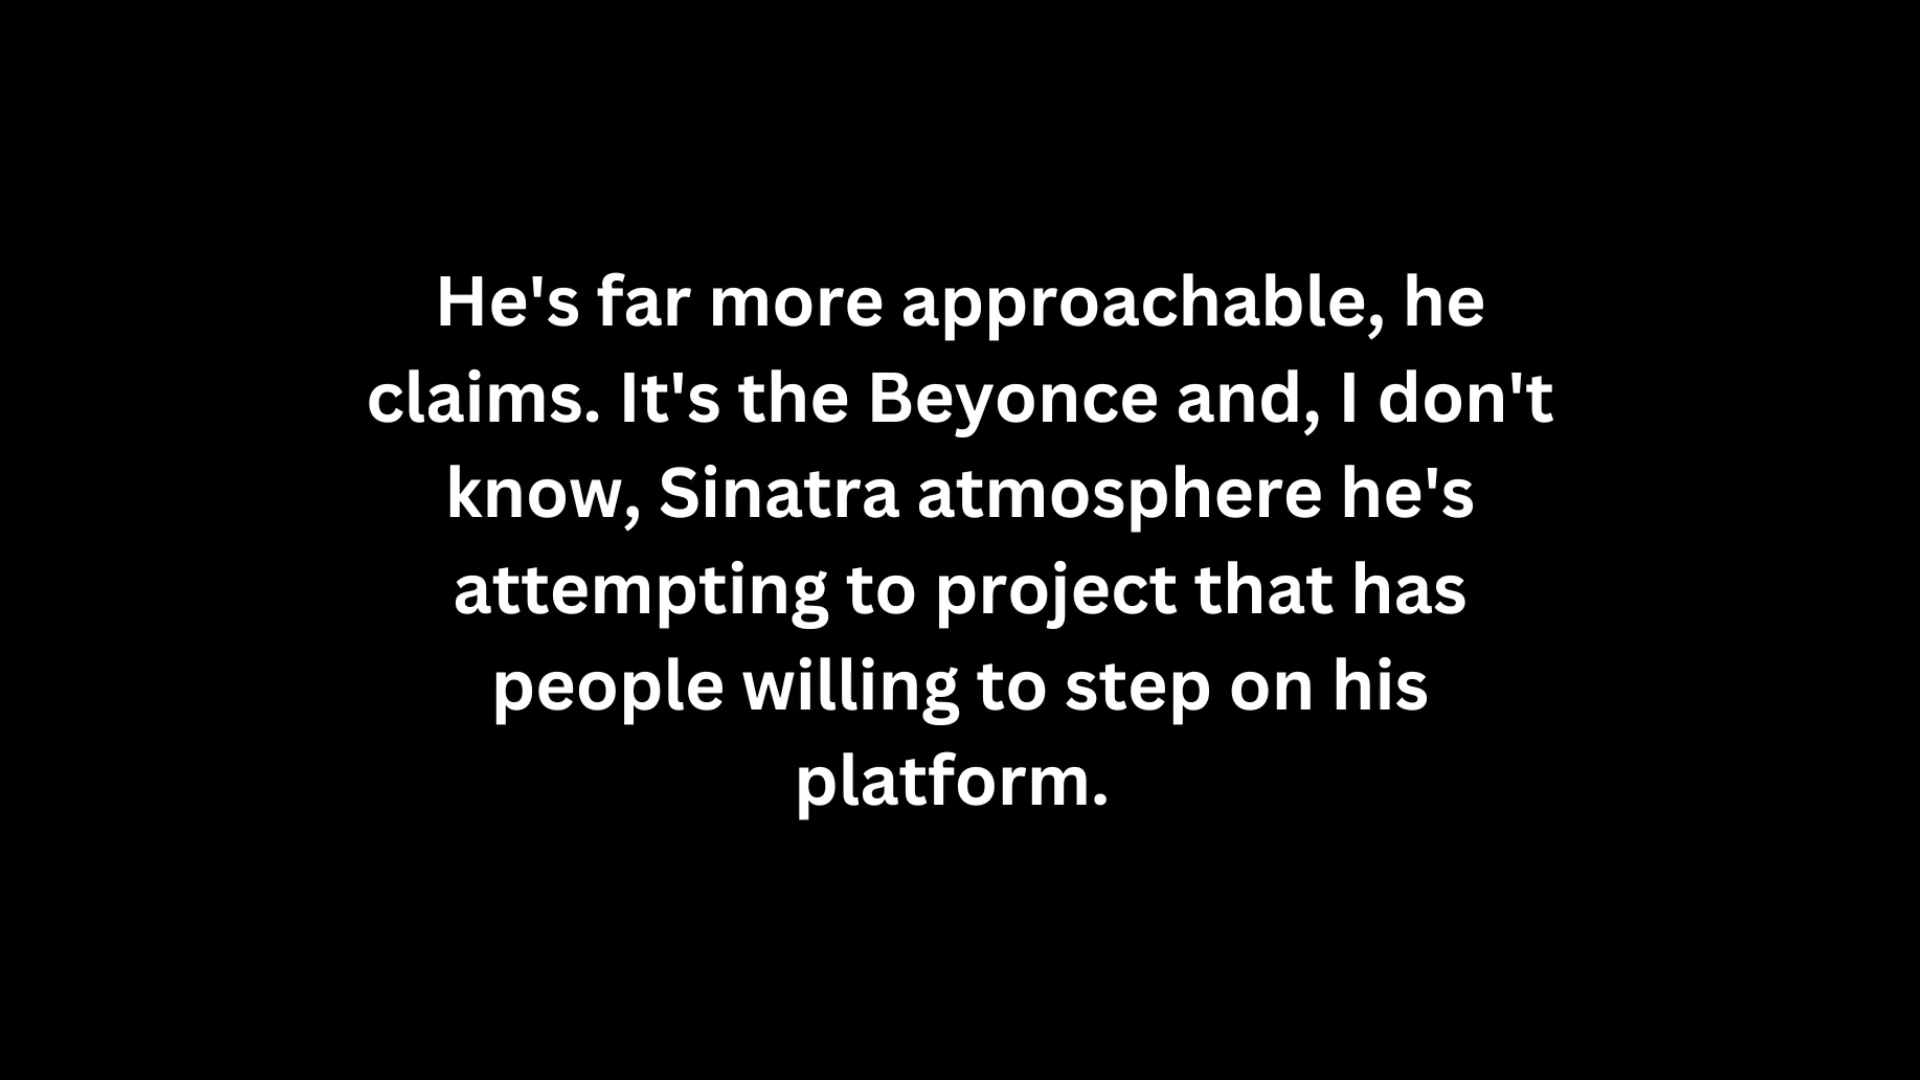 He's far more approachable, he
claims. It's the Beyonce and, I don't
know, Sinatra atmosphere he's
attempting to project that has
people willing to step on his
platform.